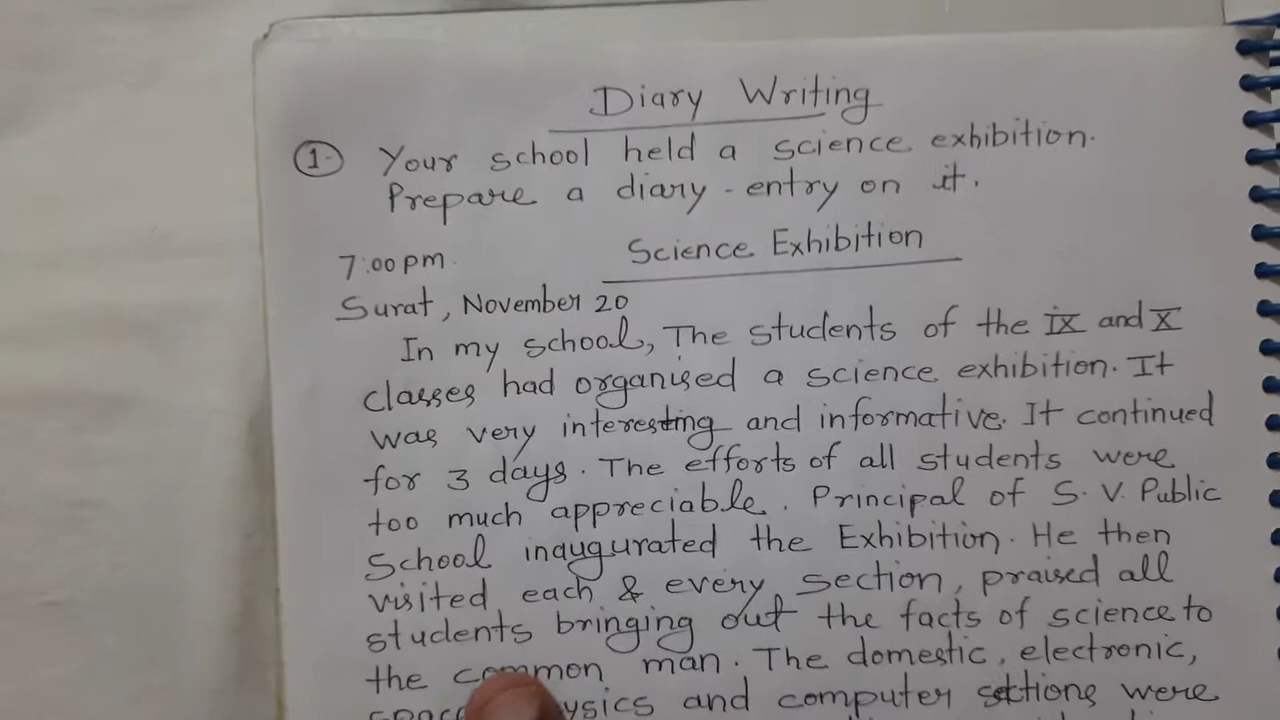 Diary Writing
1. Your school held a science exhibition.
Prepare a diary-entry on it.
Science Exhibition
7:00 pm.
Surat, November 20
In my school, The students of the IX and X
classes had organised a science exhibition. It
was very interesting and informative. It continued
for 3 days. The efforts of all students were
too much appreciable. Principal of S. V. Public
School inaugurated the Exhibition. He then
visited each & every section, praised all
students bringing out the facts of science to
the common man. The domestic, electronic,
and computer were